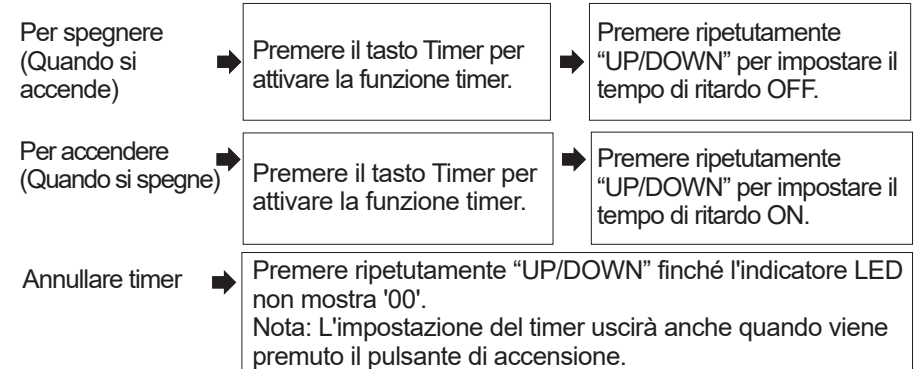 Per spegnere
(Quando si
accende)
Premere il tasto Timer per
attivare la funzione timer.
Premere ripetutamente
“UP/DOWN” per impostare il
tempo di ritardo OFF.
Per accendere
(Quando si spegne)
Premere il tasto Timer per
attivare la funzione timer.
Premere ripetutamente
“UP/DOWN” per impostare il
tempo di ritardo ON.
Annullare timer
Premere ripetutamente “UP/DOWN” finché l'indicatore LED
non mostra '00'.
Nota: L'impostazione del timer uscirà anche quando viene
premuto il pulsante di accensione.